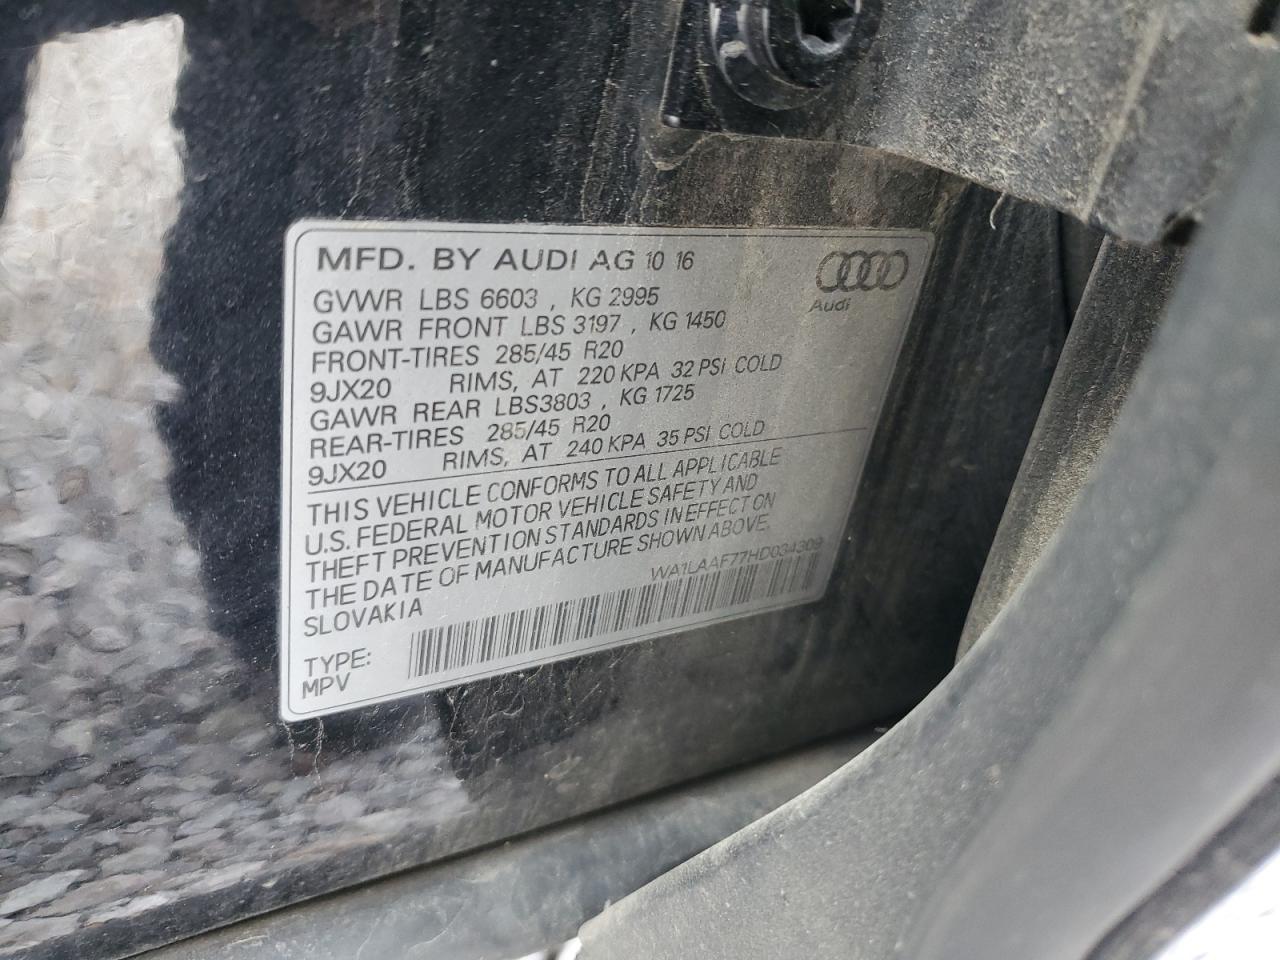 MFD. BY AUDI AG 10 16
GVWR LBS 6603 , KG 2995
Audi
GAWR FRONT LBS 3197 , KG 1450
FRONT-TIRES 285/45 R20
9JX20 RIMS, AT 220 KPA 32 PSI COLD
GAWR REAR LBS3803 , KG 1725
REAR-TIRES 285/45 R20
9JX20 RIMS, AT 240 KPA 35 PSI COLD
THIS VEHICLE CONFORMS TO ALL APPLICABLE
U.S. FEDERAL MOTOR VEHICLE SAFETY AND
THEFT PREVENTION STANDARDS IN EFFECT ON
THE DATE OF MANUFACTURE SHOWN ABOVE.
SLOVAKIA
WA1LAAF77HD034309
TYPE:
MPV